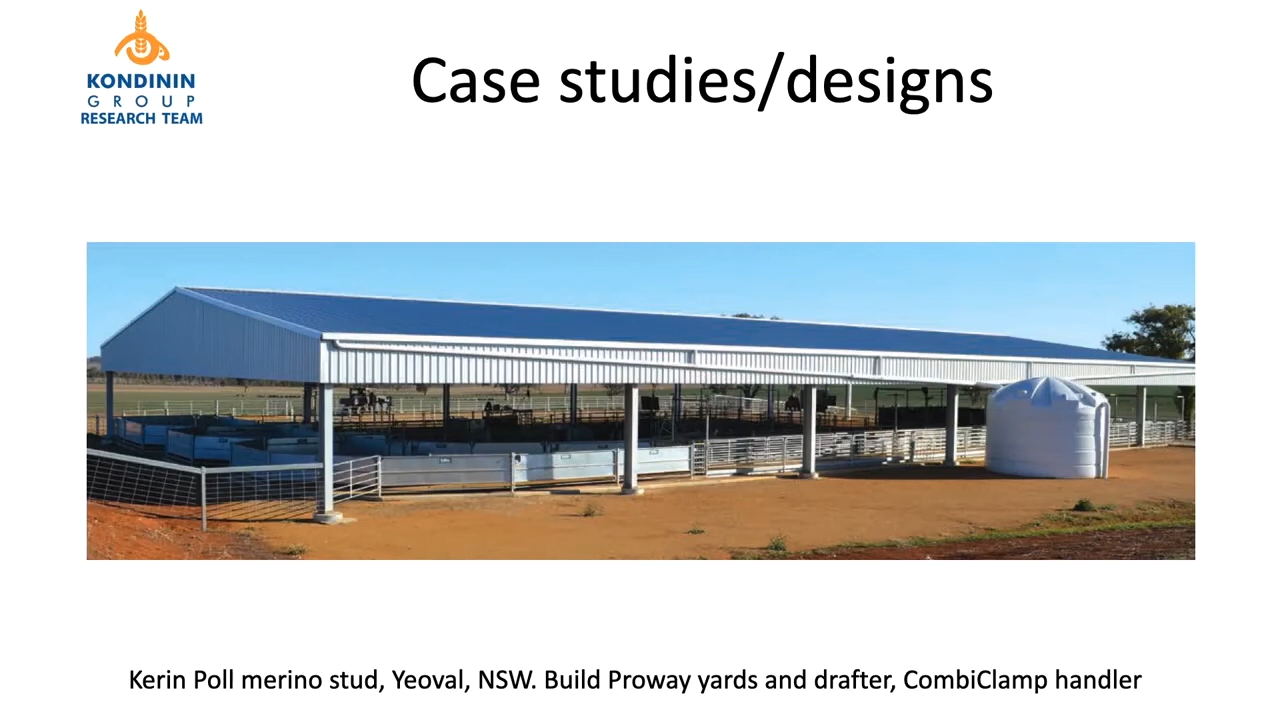 KONDININ
GROUP
RESEARCH TEAM
Case studies/designs
Kerin Poll merino stud, Yeoval, NSW. Build Proway yards and drafter, CombiClamp handler